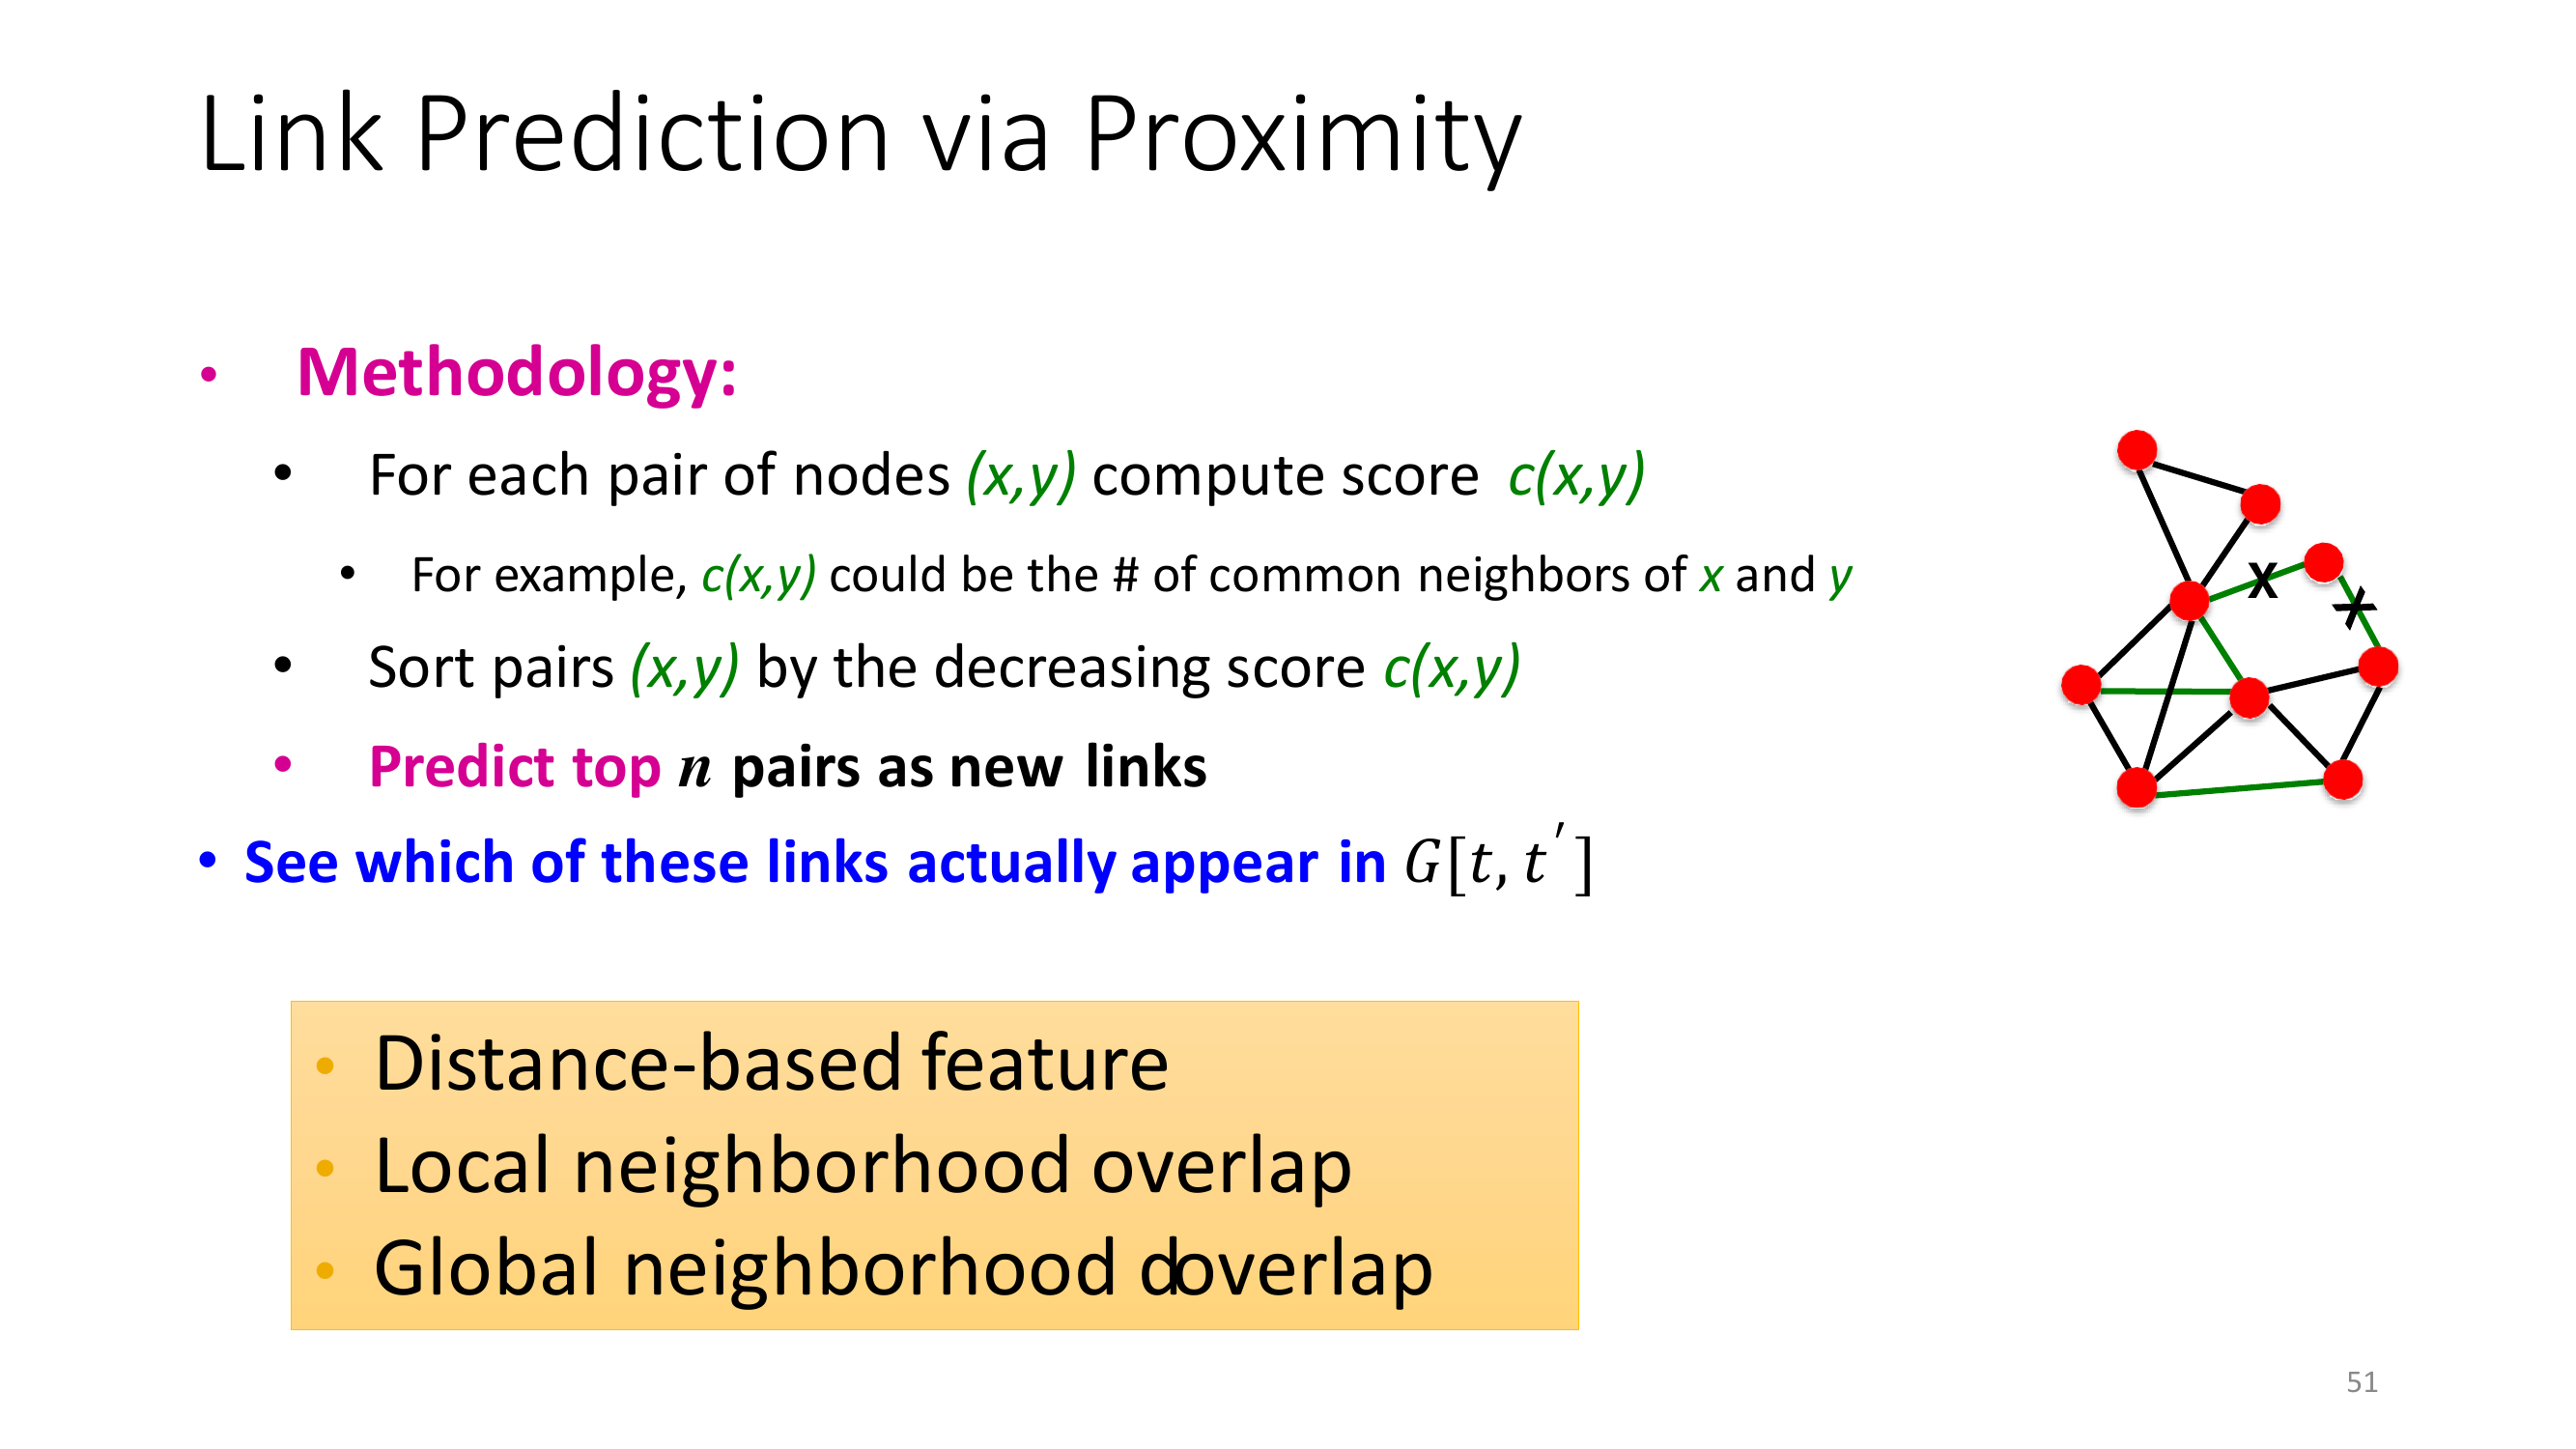 Link Prediction via Proximity
• Methodology:
• For each pair of nodes (x,y) compute score c(x,y)
• For example, c(x,y) could be the # of common neighbors of x and y
• Sort pairs (x,y) by the decreasing score c(x,y)
• Predict top n pairs as new links
• See which of these links actually appear in G[t, t′]
X
X
• Distance-based feature
• Local neighborhood overlap
• Global neighborhood doverlap
51